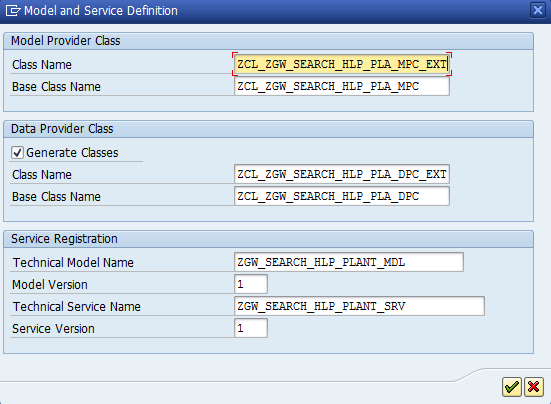 Model and Service Definition
Model Provider Class
Class Name ZCL_ZGW_SEARCH_HLP_PLA_MPC_EXT
Base Class Name ZCL_ZGW_SEARCH_HLP_PLA_MPC
Data Provider Class
Generate Classes
Class Name ZCL_ZGW_SEARCH_HLP_PLA_DPC_EXT
Base Class Name ZCL_ZGW_SEARCH_HLP_PLA_DPC
Service Registration
Technical Model Name ZGW_SEARCH_HLP_PLANT_MDL
Model Version 1
Technical Service Name ZGW_SEARCH_HLP_PLANT_SRV
Service Version 1